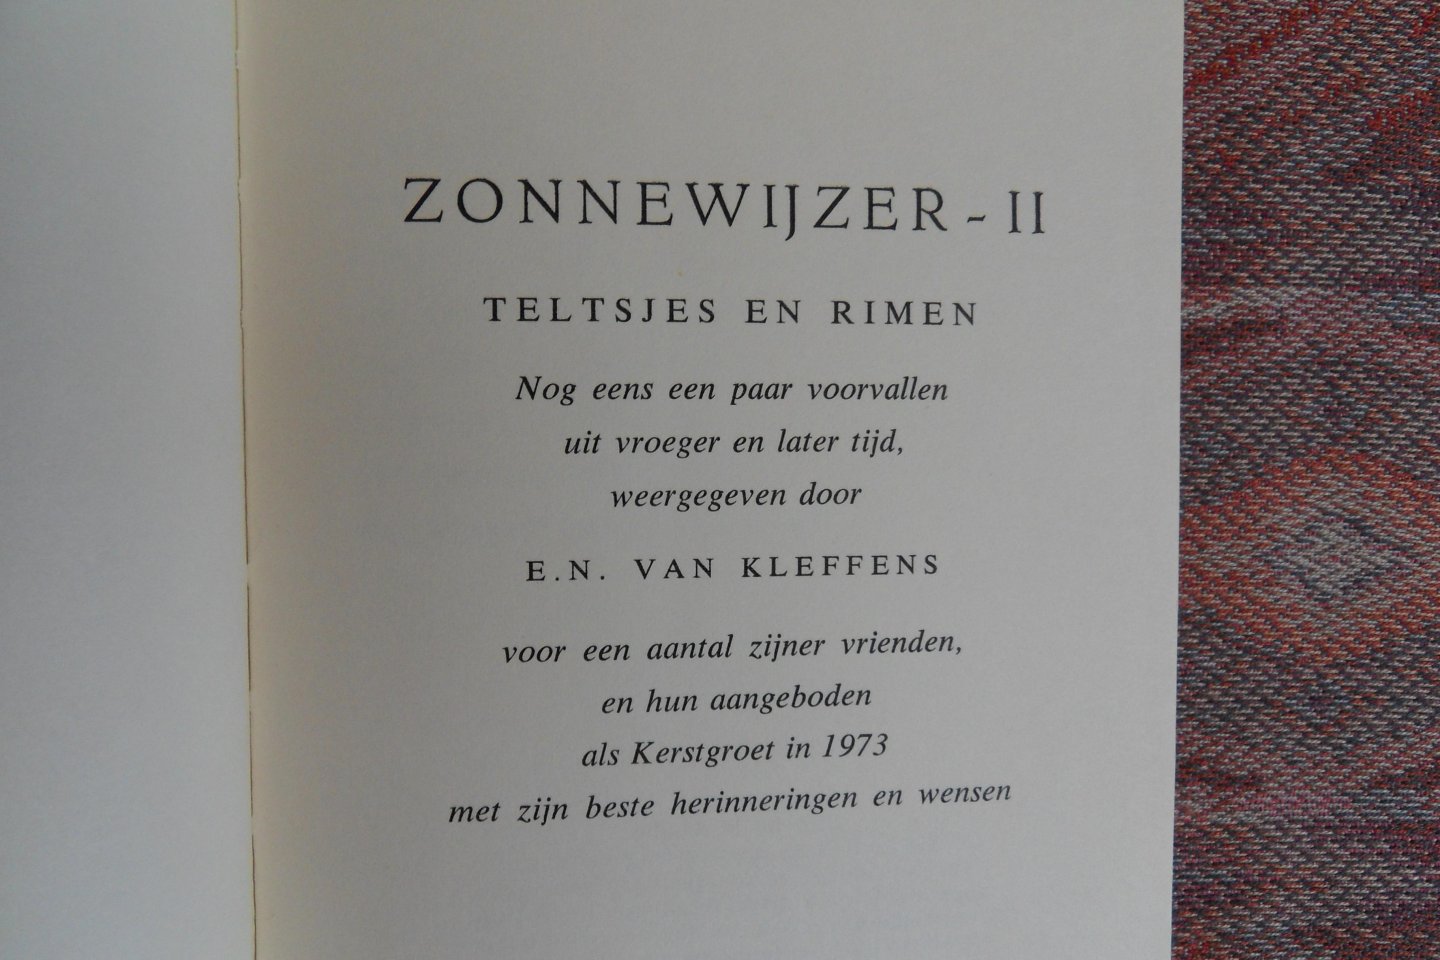 ZONNEWIJZER - II
TELTSJES EN RIMEN
Nog eens een paar voorvallen
uit vroeger en later tijd,
weergegeven door
E.N. VAN KLEFFENS
voor een aantal zijner vrienden,
en hun aangeboden
als Kerstgroet in 1973
met zijn beste herinneringen en wensen